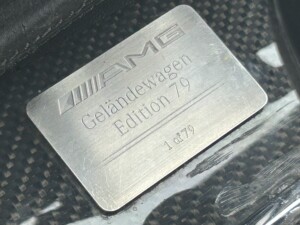 AMG
Geländewagen
Edition 79
1 of 79